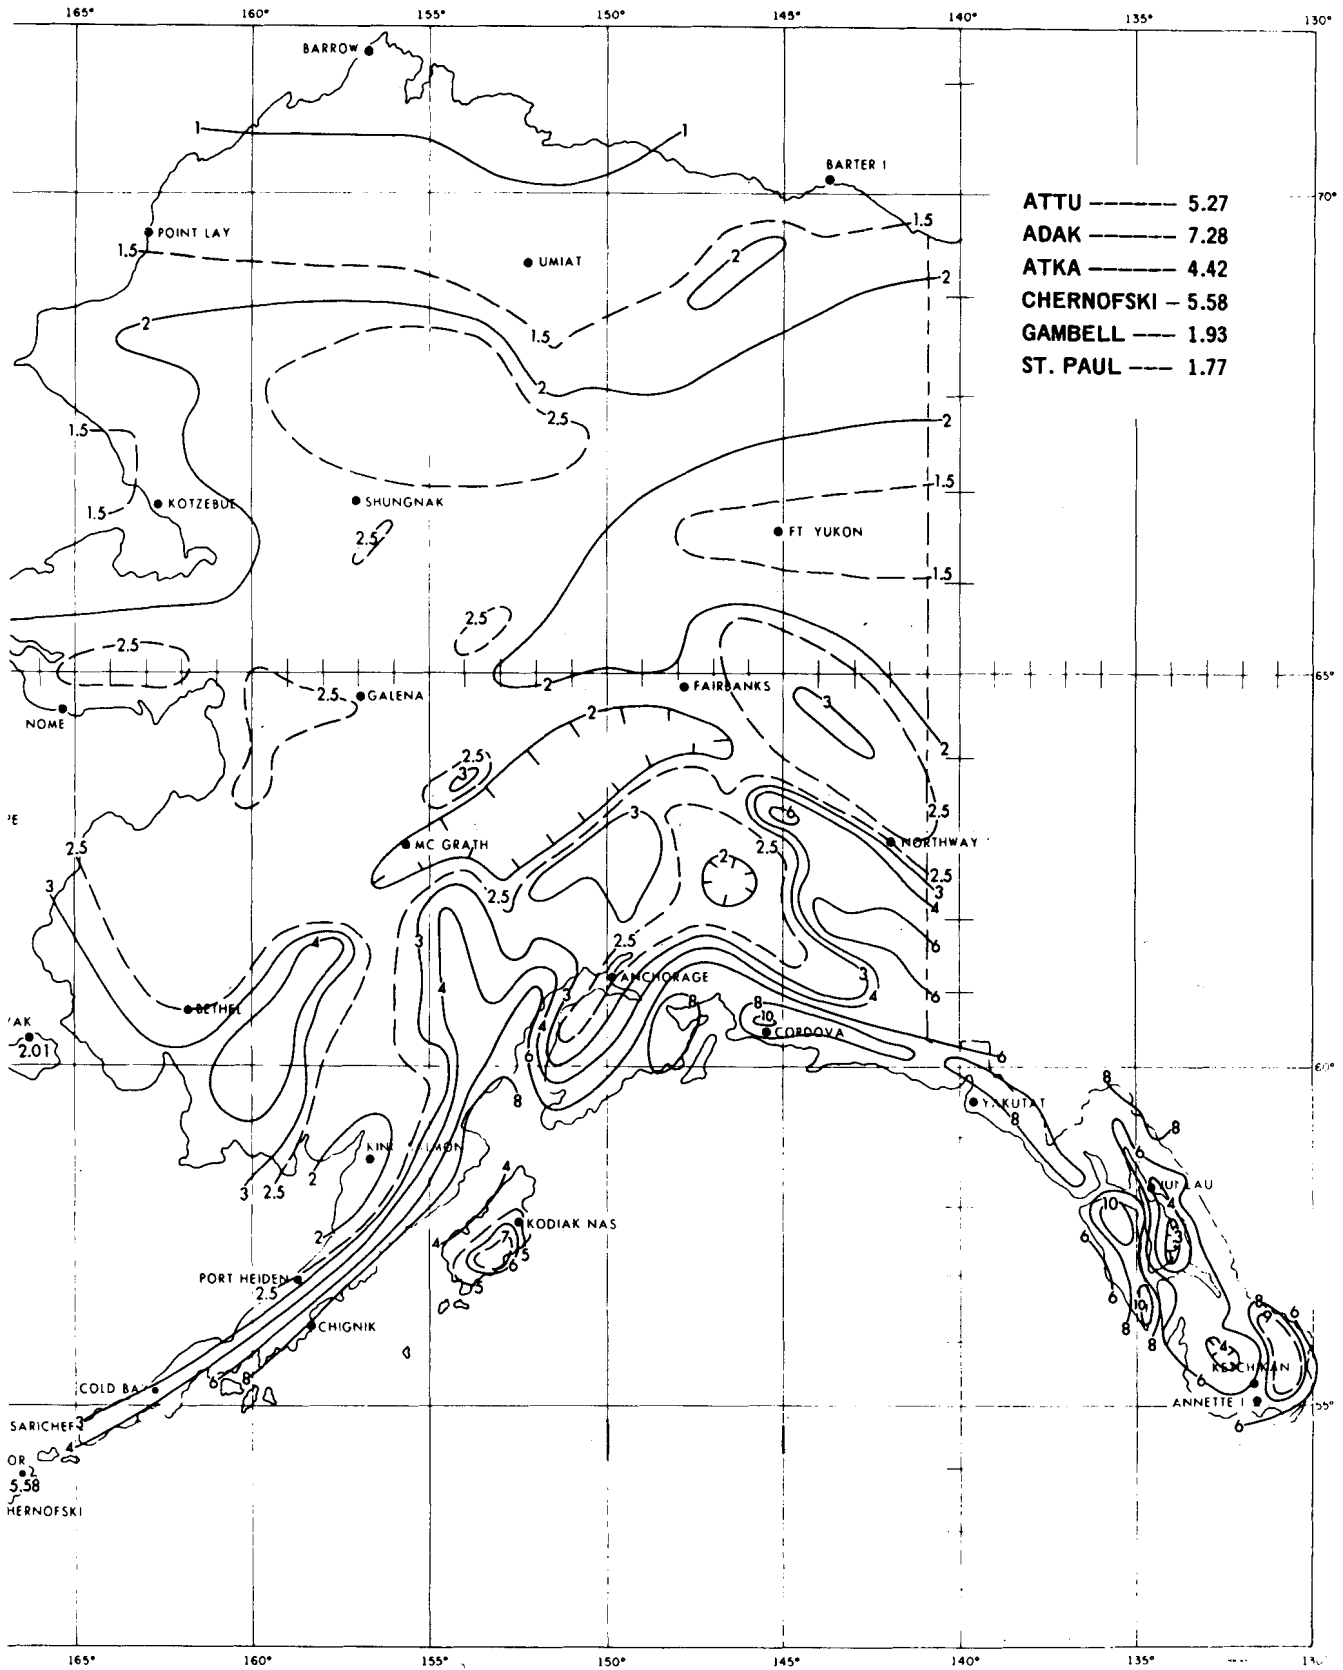 165° 160° 155° 150° 145° 140° 135° 130°
BARROW
1 1
BARTER I
70°
ATTU ------ 5.27
ADAK ------ 7.28
ATKA ------ 4.42
CHERNOFSKI - 5.58
GAMBELL --- 1.93
ST. PAUL --- 1.77
POINT LAY
1.5
1.5
UMIAT
2
2
2
1.5
2
2
2.5
1.5
2
1.5
1.5
KOTZEBUE
SHUNGNAK
2.5
FT YUKON
1.5
2.5
2.5
65°
2
2.5
GALENA
FAIRBANKS
NOME
2
3
2
2.5
3
3
6
2.5
2.5
MC GRATH
2.5
2
NORTHWAY
3
2.5
2.5
3
4
4
3
2.5
6
4
ANCHORAGE
3
3
4
6
BETHEL
8
8
10
CORDOVA
2.01
4
6
6
60°
8
8
YAKUTAT
8
8
6
3
2.5
2
4
10
4
3
6
2
KODIAK NAS
4
7
5
6
5
PORT HEIDEN
2.5
10
6
8
8
8
9
6
CHIGNIK
4
6
8
KETCHIKAN
6
COLD BAY
ANNETTE I
6
55°
SARICHEF
3
4
OR
2
5.58
HERNOFSKI
165° 160° 155° 150° 145° 140° 135°